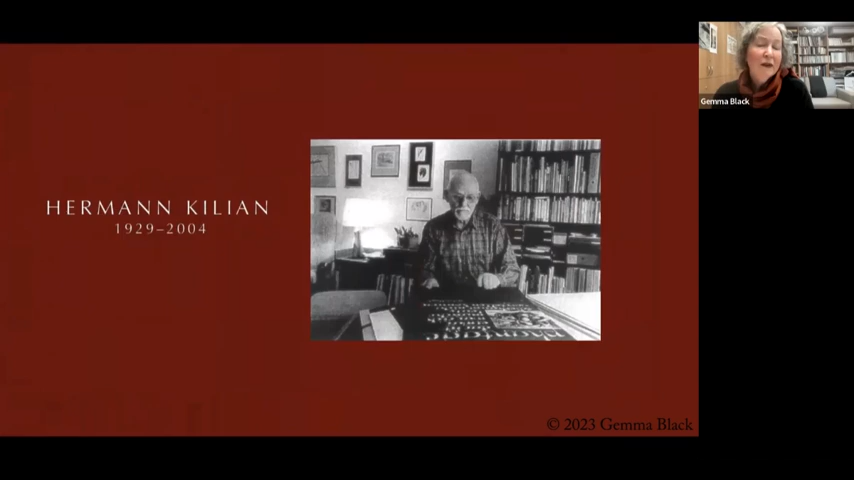 HERMANN KILIAN
1929–2004
Gemma Black
© 2023 Gemma Black